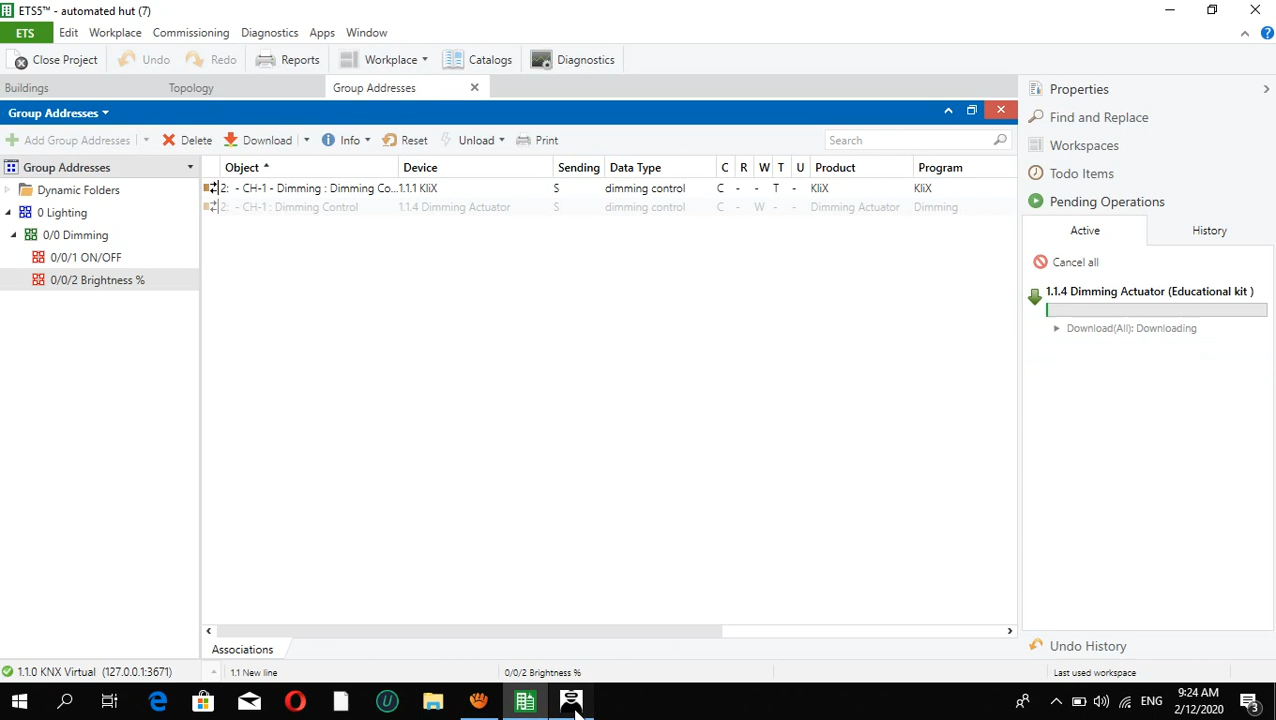 ETS5™ - automated hut (7)
ETS Edit Workplace Commissioning Diagnostics Apps Window
Close Project Undo Redo Reports Workplace Catalogs Diagnostics
Buildings Topology Group Addresses
Group Addresses
Add Group Addresses Delete Download Info Reset Unload Print Search
Group Addresses
Dynamic Folders
0 Lighting
0/0 Dimming
0/0/1 ON/OFF
0/0/2 Brightness %
Object Device Sending Data Type C R W T U Product Program
2: - CH-1 - Dimming : Dimming Co... 1.1.1 KliX S dimming control C - - T - KliX KliX
2: - CH-1 : Dimming Control 1.1.4 Dimming Actuator S dimming control C - W - - Dimming Actuator Dimming
Properties
Find and Replace
Workspaces
Todo Items
Pending Operations
Active History
Cancel all
1.1.4 Dimming Actuator (Educational kit )
Download(All): Downloading
Undo History
Associations
1.1.0 KNX Virtual (127.0.0.1:3671) 1.1 New line 0/0/2 Brightness % Last used workspace
ENG
9:24 AM
2/12/2020
3